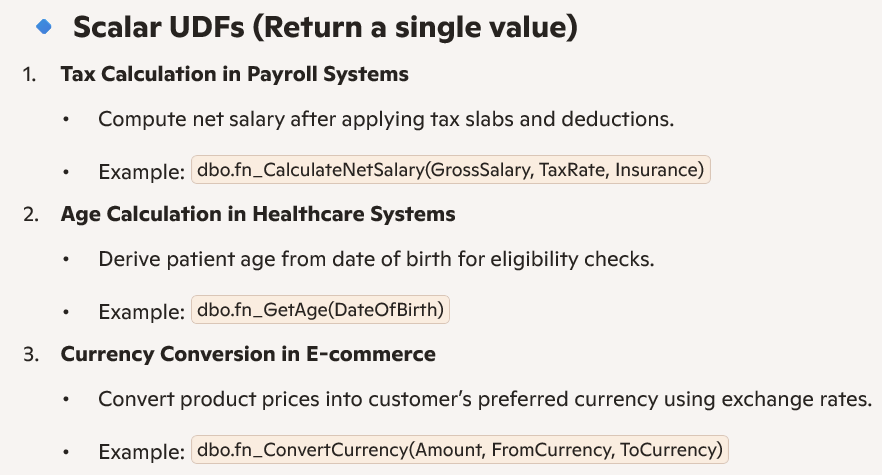 Scalar UDFs (Return a single value)
1. Tax Calculation in Payroll Systems
• Compute net salary after applying tax slabs and deductions.
• Example: dbo.fn_CalculateNetSalary(GrossSalary, TaxRate, Insurance)
2. Age Calculation in Healthcare Systems
• Derive patient age from date of birth for eligibility checks.
• Example: dbo.fn_GetAge(DateOfBirth)
3. Currency Conversion in E-commerce
• Convert product prices into customer’s preferred currency using exchange rates.
• Example: dbo.fn_ConvertCurrency(Amount, FromCurrency, ToCurrency)